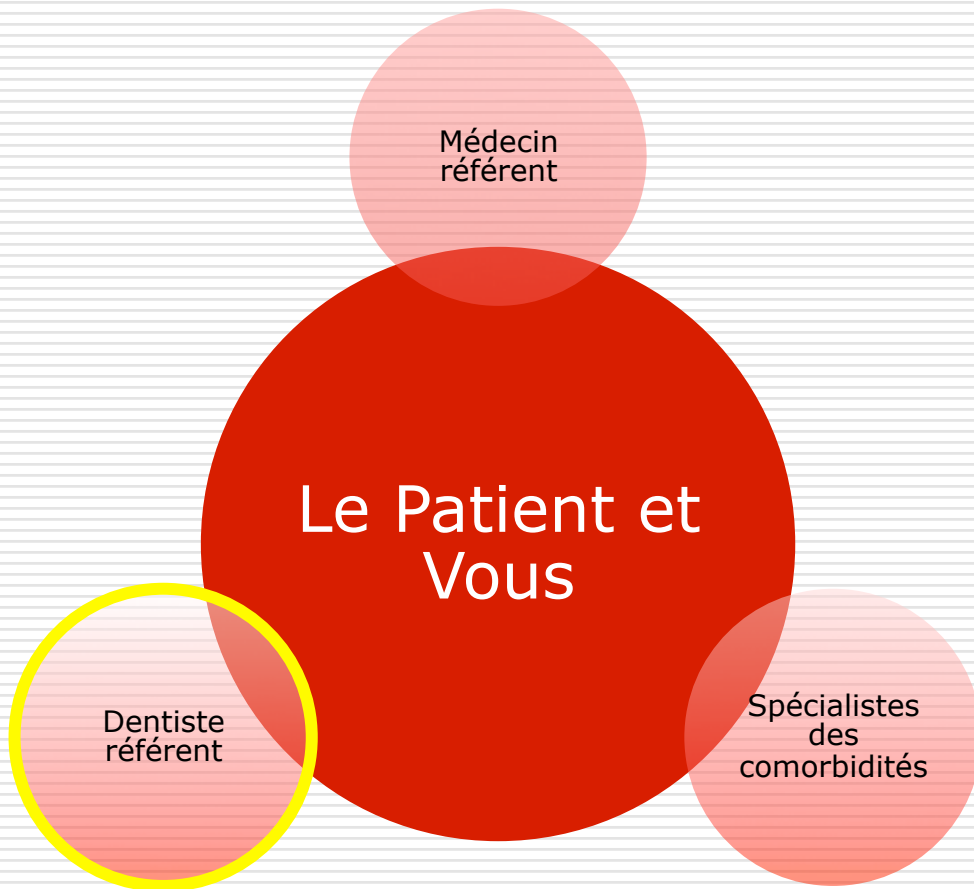 Médecin
référent
Le Patient et
Vous
Dentiste
référent
Spécialistes
des
comorbidités